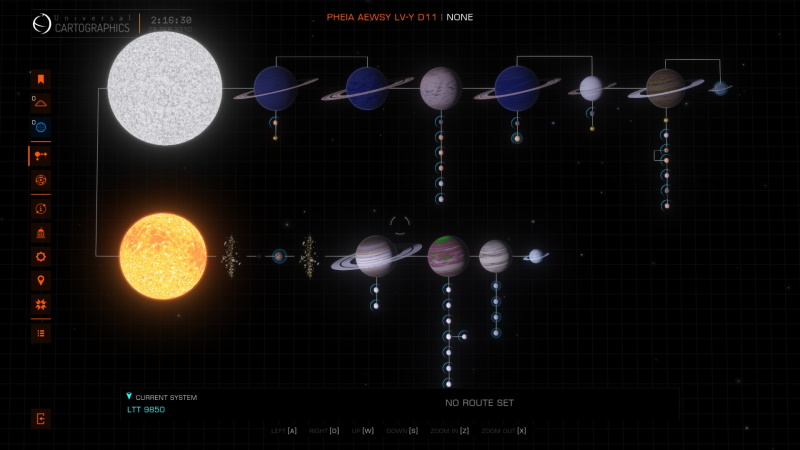 Universal
CARTOGRAPHICS
2:16:30
PHEIA AEWSY LV-Y D11 | NONE
D
D
CURRENT SYSTEM
LTT 9850
NO ROUTE SET
LEFT [A] RIGHT [D] UP [W] DOWN [S] ZOOM IN [Z] ZOOM OUT [X]